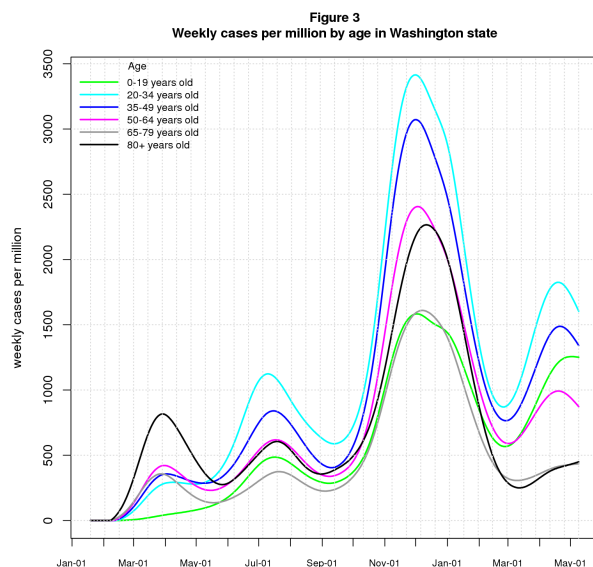 Figure 3
Weekly cases per million by age in Washington state
Age
0-19 years old
20-34 years old
35-49 years old
50-64 years old
65-79 years old
80+ years old
weekly cases per million
3500
3000
2500
2000
1500
1000
500
0
Jan-01 Mar-01 May-01 Jul-01 Sep-01 Nov-01 Jan-01 Mar-01 May-01